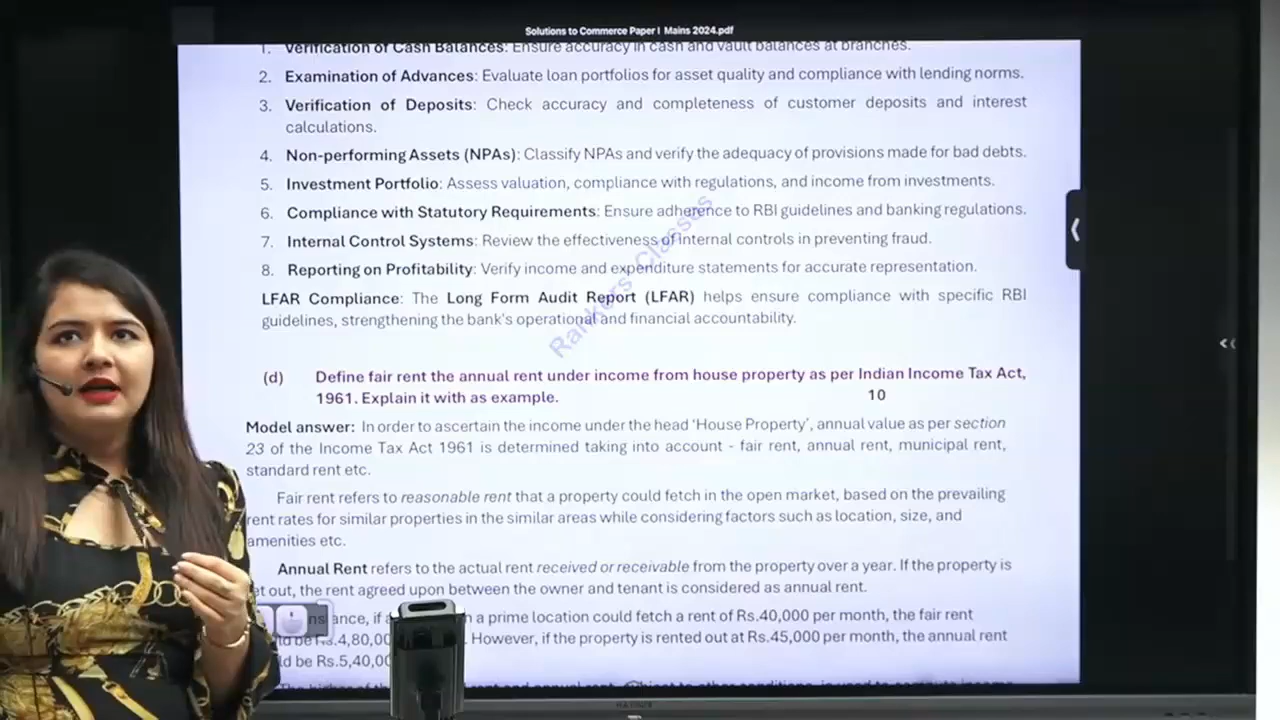 Solutions to Commerce Paper I Mains 2024.pdf
1. Verification of Cash Balances: Ensure accuracy in cash and vault balances at branches.
2. Examination of Advances: Evaluate loan portfolios for asset quality and compliance with lending norms.
3. Verification of Deposits: Check accuracy and completeness of customer deposits and interest
calculations.
4. Non-performing Assets (NPAs): Classify NPAs and verify the adequacy of provisions made for bad debts.
5. Investment Portfolio: Assess valuation, compliance with regulations, and income from investments.
6. Compliance with Statutory Requirements: Ensure adherence to RBI guidelines and banking regulations.
7. Internal Control Systems: Review the effectiveness of internal controls in preventing fraud.
8. Reporting on Profitability: Verify income and expenditure statements for accurate representation.
LFAR Compliance: The Long Form Audit Report (LFAR) helps ensure compliance with specific RBI
guidelines, strengthening the bank's operational and financial accountability.
Rankers' Classes
(d) Define fair rent the annual rent under income from house property as per Indian Income Tax Act,
1961. Explain it with as example. 10
Model answer: In order to ascertain the income under the head 'House Property', annual value as per section
23 of the Income Tax Act 1961 is determined taking into account - fair rent, annual rent, municipal rent,
standard rent etc.
Fair rent refers to reasonable rent that a property could fetch in the open market, based on the prevailing
rent rates for similar properties in the similar areas while considering factors such as location, size, and
amenities etc.
Annual Rent refers to the actual rent received or receivable from the property over a year. If the property is
let out, the rent agreed upon between the owner and tenant is considered as annual rent.
if a prime location could fetch a rent of Rs.40,000 per month, the fair rent
However, if the property is rented out at Rs.45,000 per month, the annual rent
be Rs.5,40,00